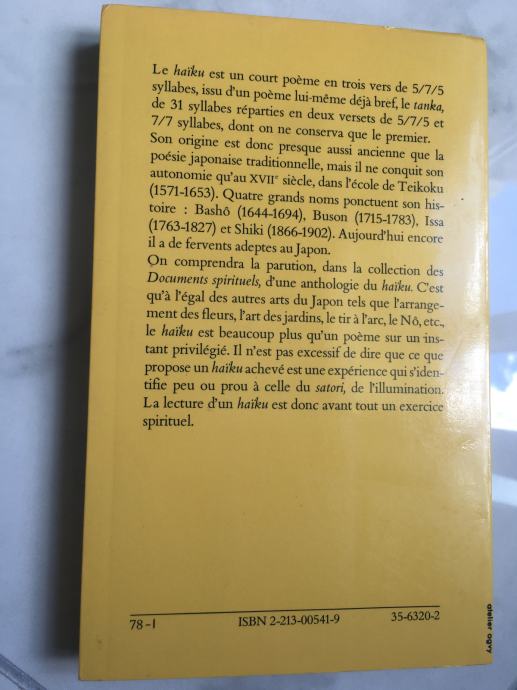 Le haïku est un court poème en trois vers de 5/7/5
syllabes, issu d'un poème lui-même déjà bref, le tanka,
de 31 syllabes réparties en deux versets de 5/7/5 et
7/7 syllabes, dont on ne conserva que le premier.
Son origine est donc presque aussi ancienne que la
poésie japonaise traditionnelle, mais il ne conquit son
autonomie qu'au XVIIe siècle, dans l'école de Teikoku
(1571-1653). Quatre grands noms ponctuent son his-
toire : Bashô (1644-1694), Buson (1715-1783), Issa
(1763-1827) et Shiki (1866-1902). Aujourd'hui encore
il a de fervents adeptes au Japon.
On comprendra la parution, dans la collection des
Documents spirituels, d'une anthologie du haïku. C'est
qu'à l'égal des autres arts du Japon tels que l'arrange-
ment des fleurs, l'art des jardins, le tir à l'arc, le Nô, etc.,
le haïku est beaucoup plus qu'un poème sur un ins-
tant privilégié. Il n'est pas excessif de dire que ce que
propose un haïku achevé est une expérience qui s'iden-
tifie peu ou prou à celle du satori, de l'illumination.
La lecture d'un haïku est donc avant tout un exercice
spirituel.
78-I ISBN 2-213-00541-9 35-6320-2
atelier agyy